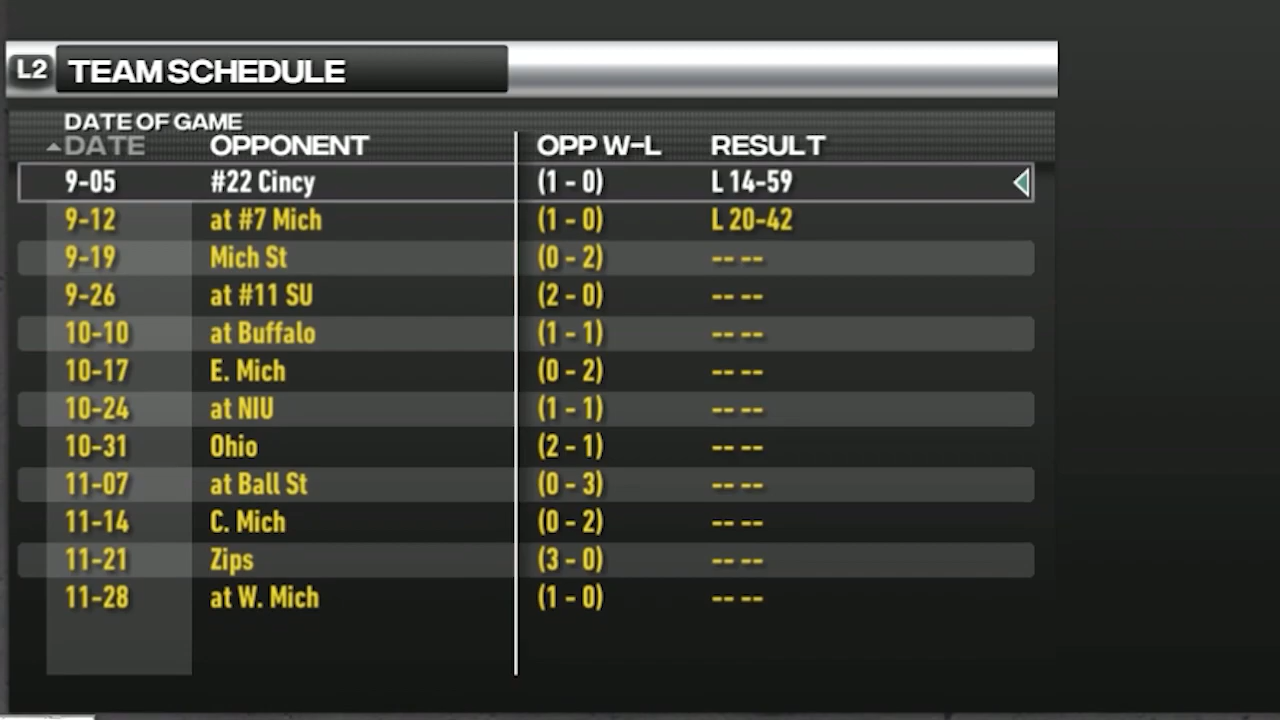 L2 TEAM SCHEDULE
DATE OF GAME
DATE OPPONENT OPP W-L RESULT
9-05 #22 Cincy (1 - 0) L 14-59
9-12 at #7 Mich (1 - 0) L 20-42
9-19 Mich St (0 - 2) -- --
9-26 at #11 SU (2 - 0) -- --
10-10 at Buffalo (1 - 1) -- --
10-17 E. Mich (0 - 2) -- --
10-24 at NIU (1 - 1) -- --
10-31 Ohio (2 - 1) -- --
11-07 at Ball St (0 - 3) -- --
11-14 C. Mich (0 - 2) -- --
11-21 Zips (3 - 0) -- --
11-28 at W. Mich (1 - 0) -- --